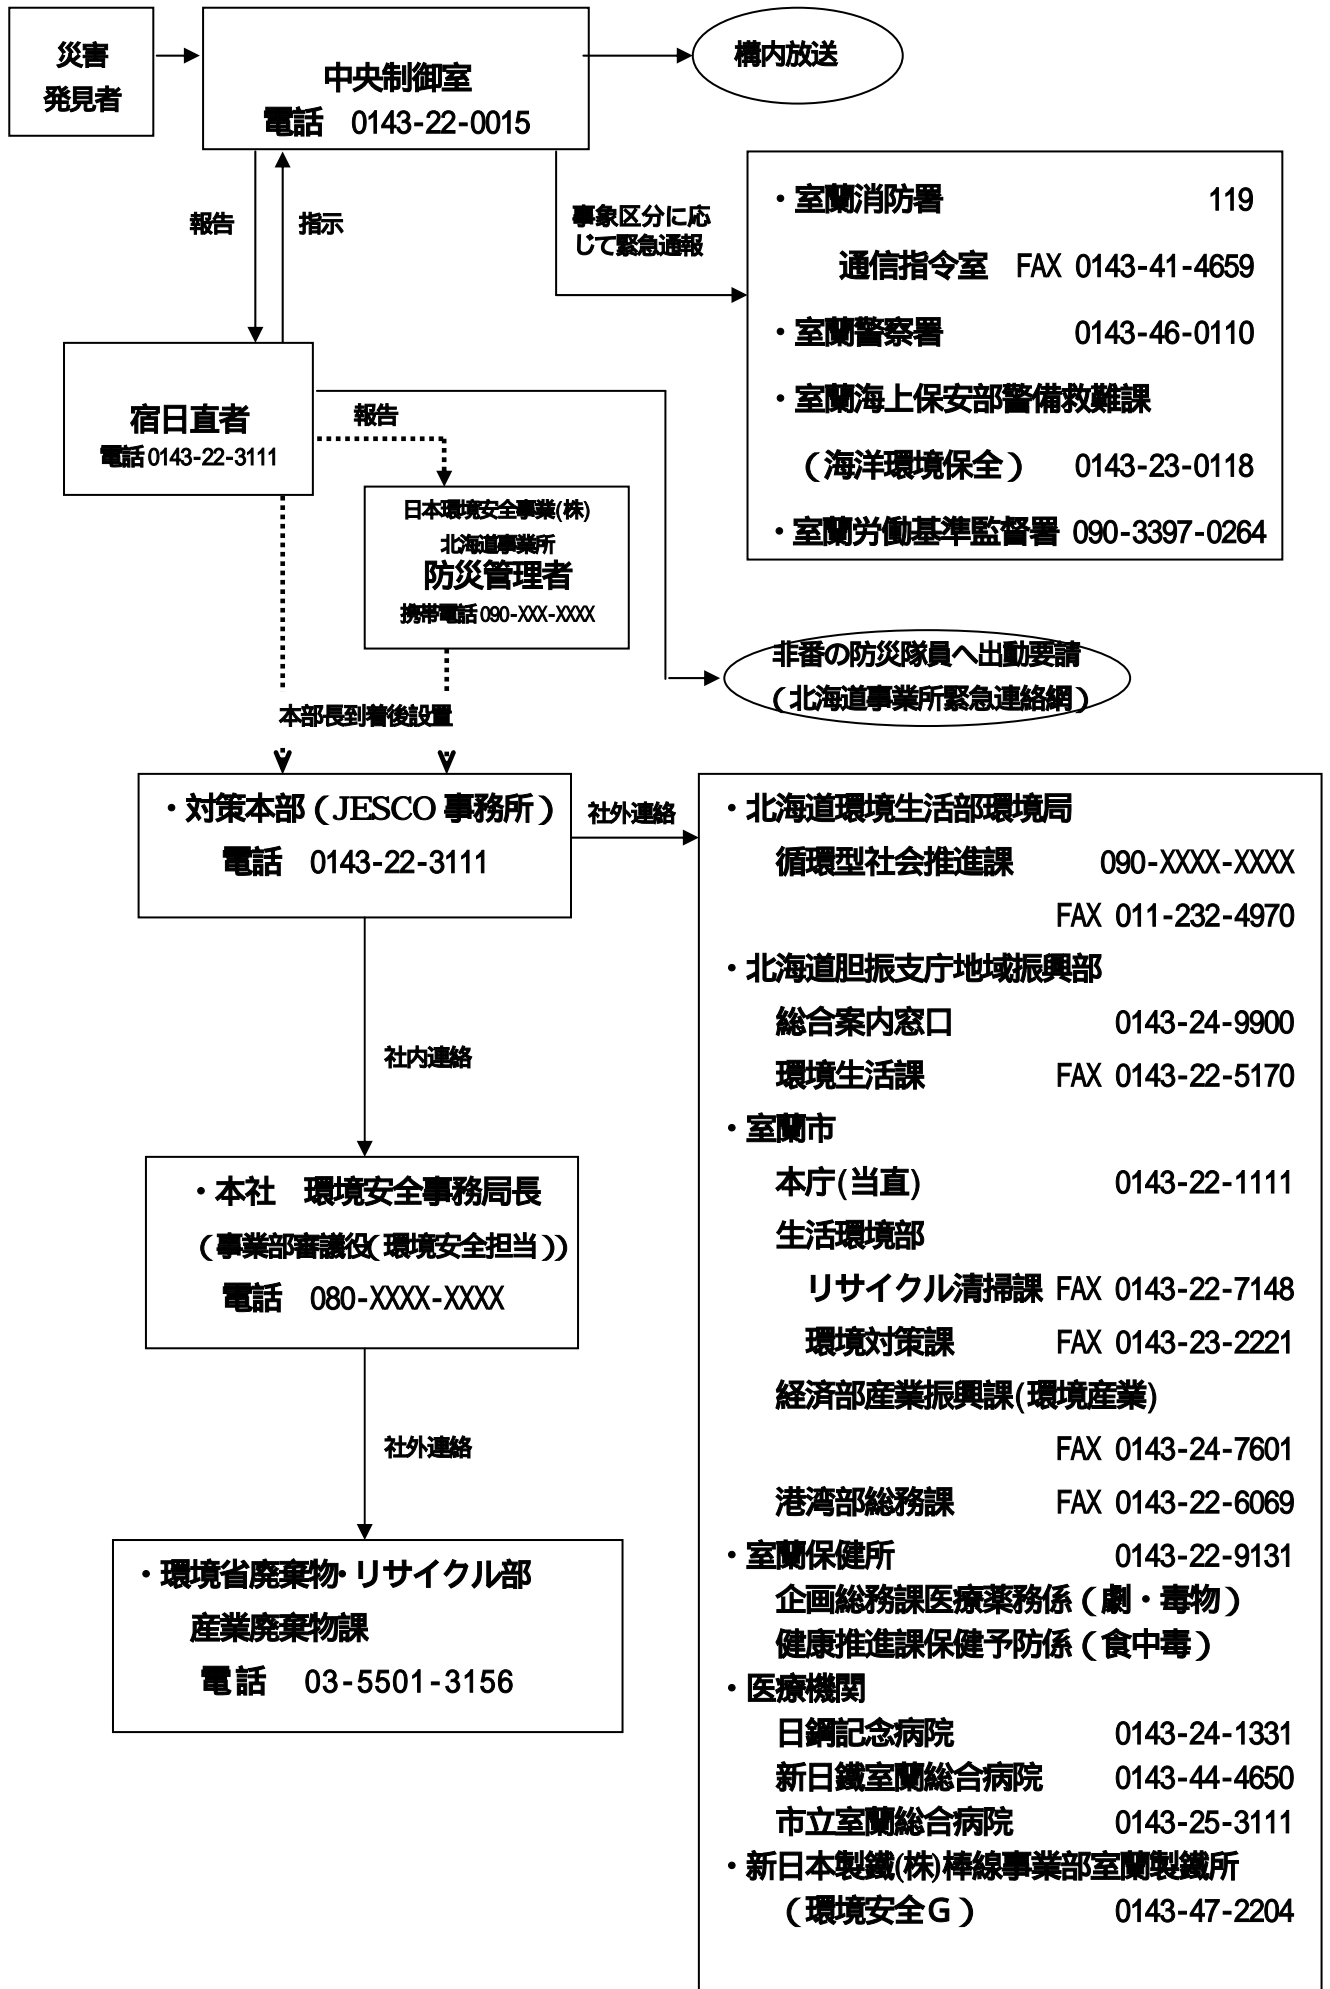 災害
発見者
中央制御室
電話　0143-22-0015
構内放送
報告
指示
事象区分に応
じて緊急通報
・室蘭消防署　119
通信指令室　FAX 0143-41-4659
・室蘭警察署　0143-46-0110
・室蘭海上保安部警備救難課
（海洋環境保全）　0143-23-0118
・室蘭労働基準監督署 090-3397-0264
宿日直者
電話 0143-22-3111
報告
日本環境安全事業(株)
北海道事業所
防災管理者
携帯電話 090-XXX-XXXX
非番の防災隊員へ出動要請
（北海道事業所緊急連絡網）
本部長到着後設置
・対策本部（JESCO 事務所）
電話　0143-22-3111
社外連絡
・北海道環境生活部環境局
循環型社会推進課　090-XXXX-XXXX
FAX 011-232-4970
・北海道胆振支庁地域振興部
総合案内窓口　0143-24-9900
環境生活課　FAX 0143-22-5170
・室蘭市
本庁(当直)　0143-22-1111
生活環境部
リサイクル清掃課 FAX 0143-22-7148
環境対策課　FAX 0143-23-2221
経済部産業振興課(環境産業)
FAX 0143-24-7601
港湾部総務課　FAX 0143-22-6069
・室蘭保健所　0143-22-9131
企画総務課医療薬務係（劇・毒物）
健康推進課保健予防係（食中毒）
・医療機関
日鋼記念病院　0143-24-1331
新日鐵室蘭総合病院　0143-44-4650
市立室蘭総合病院　0143-25-3111
・新日本製鐵(株)棒線事業部室蘭製鐵所
（環境安全Ｇ）　0143-47-2204
社内連絡
・本社　環境安全事務局長
（事業部審議役（環境安全担当））
電話　080-XXXX-XXXX
社外連絡
・環境省廃棄物・リサイクル部
産業廃棄物課
電話　03-5501-3156